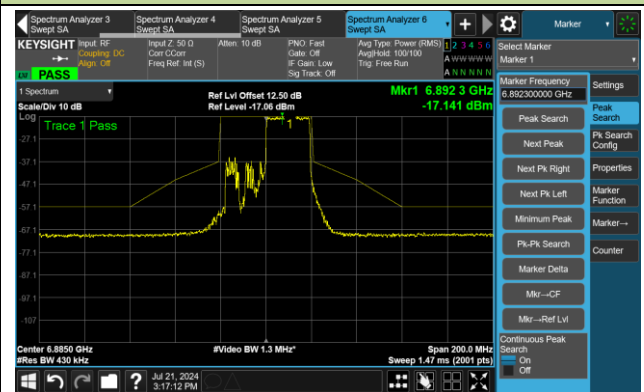 Spectrum Analyzer 3
Swept SA
Spectrum Analyzer 4
Swept SA
Spectrum Analyzer 5
Swept SA
Spectrum Analyzer 6
Swept SA
Marker
KEYSIGHT
Input: RF
Coupling: DC
Align: Off
Input Z: 50 Ω
Corr CCorr
Freq Ref: Int (S)
Atten: 10 dB
PNO: Fast
Gate: Off
IF Gain: Low
Sig Track: Off
Avg Type: Power (RMS)
Avg|Hold: 100/100
Trig: Free Run
1 2 3 4 5 6
A W W W W W
A N N N N N
LXI
PASS
Select Marker
Marker 1
1 Spectrum
Scale/Div 10 dB
Ref Lvl Offset 12.50 dB
Ref Level -17.06 dBm
Mkr1 6.892 3 GHz
-17.141 dBm
Log
Trace 1 Pass
1
-27.1
-37.1
-47.1
-57.1
-67.1
-77.1
-87.1
-97.1
-107
Center 6.8850 GHz
#Res BW 430 kHz
#Video BW 1.3 MHz*
Span 200.0 MHz
Sweep 1.47 ms (2001 pts)
Marker Frequency
6.892300000 GHz
Peak Search
Next Peak
Next Pk Right
Next Pk Left
Minimum Peak
Pk-Pk Search
Marker Delta
Mkr→CF
Mkr→Ref Lvl
Continuous Peak
Search
On
Off
Settings
Peak
Search
Pk Search
Config
Properties
Marker
Function
Marker→
Counter
?
Jul 21, 2024
3:17:12 PM